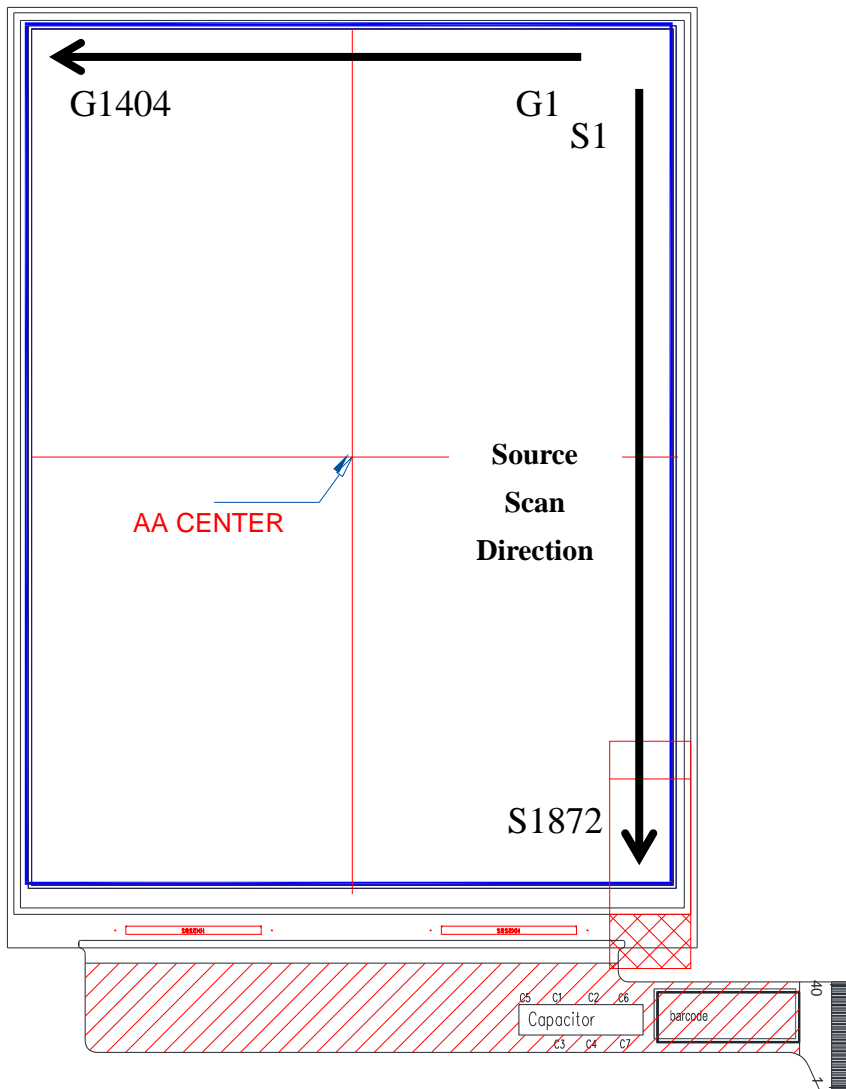 G1404
G1
S1
Source
Scan
Direction
AA CENTER
S1872
C5 C1 C2 C6
Capacitor
C3 C4 C7
barcode
40
1